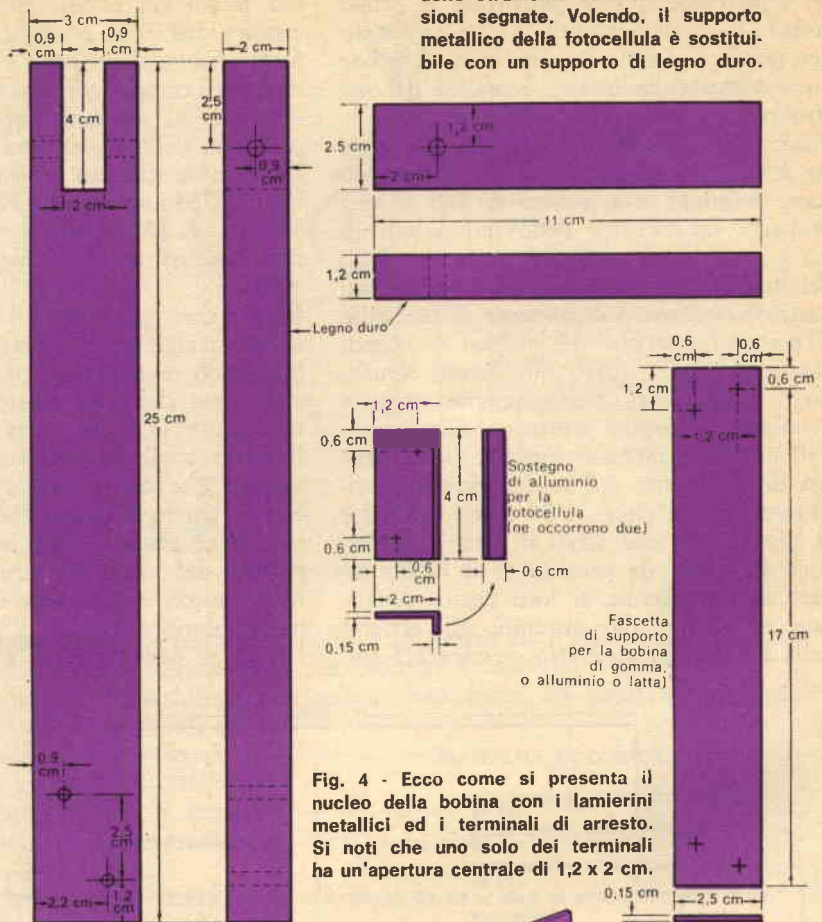 sioni segnate. Volendo, il supporto
metallico della fotocellula è sostitui-
bile con un supporto di legno duro.
3 cm
0,9
cm
0,9
cm
4 cm
2 cm
2 cm
2,5
cm
0,9
cm
1,2 cm
2.5 cm
2 cm
11 cm
1,2 cm
Legno duro
25 cm
1,2 cm
0,6 cm
4 cm
0.6 cm
0,6
cm
2 cm
0,15 cm
0,6 cm
Sostegno
di alluminio
per la
fotocellula
(ne occorrono due)
0,6
cm
0,6
cm
1,2 cm
0,6 cm
1,2 cm
17 cm
Fascetta
di supporto
per la bobina
di gomma,
o alluminio o latta)
0,9
cm
2,5
cm
2,2 cm
1,2
cm
Fig. 4 - Ecco come si presenta il
nucleo della bobina con i lamierini
metallici ed i terminali di arresto.
Si noti che uno solo dei terminali
ha un'apertura centrale di 1,2 x 2 cm.
2,5 cm
0,15 cm